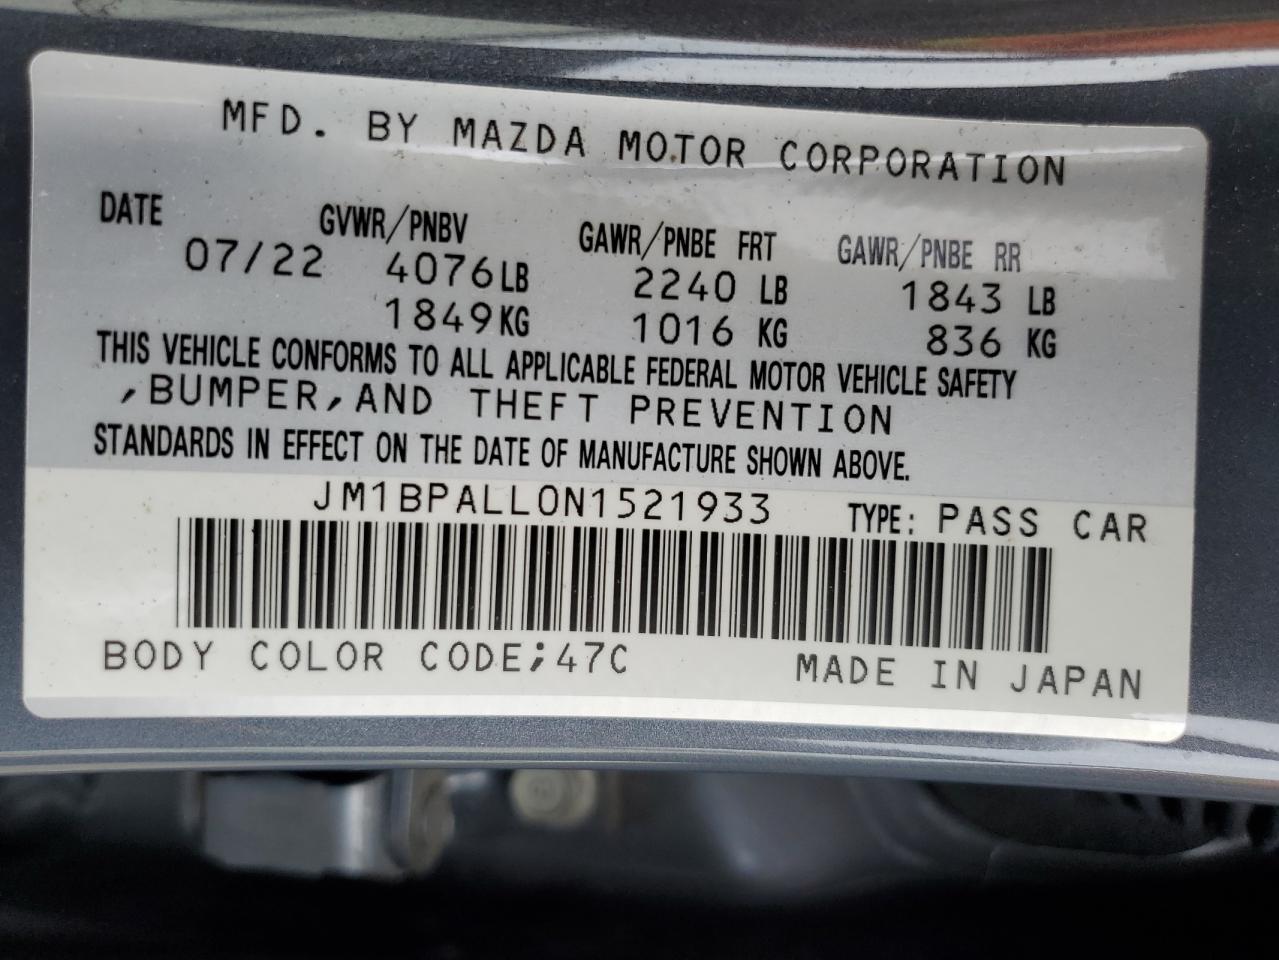 MFD. BY MAZDA MOTOR CORPORATION
DATE GVWR/PNBV GAWR/PNBE FRT GAWR/PNBE RR
07/22 4076LB 2240 LB 1843 LB
1849KG 1016 KG 836 KG
THIS VEHICLE CONFORMS TO ALL APPLICABLE FEDERAL MOTOR VEHICLE SAFETY
,BUMPER,AND THEFT PREVENTION
STANDARDS IN EFFECT ON THE DATE OF MANUFACTURE SHOWN ABOVE.
JM1BPALL0N1521933 TYPE: PASS CAR
BODY COLOR CODE;47C MADE IN JAPAN